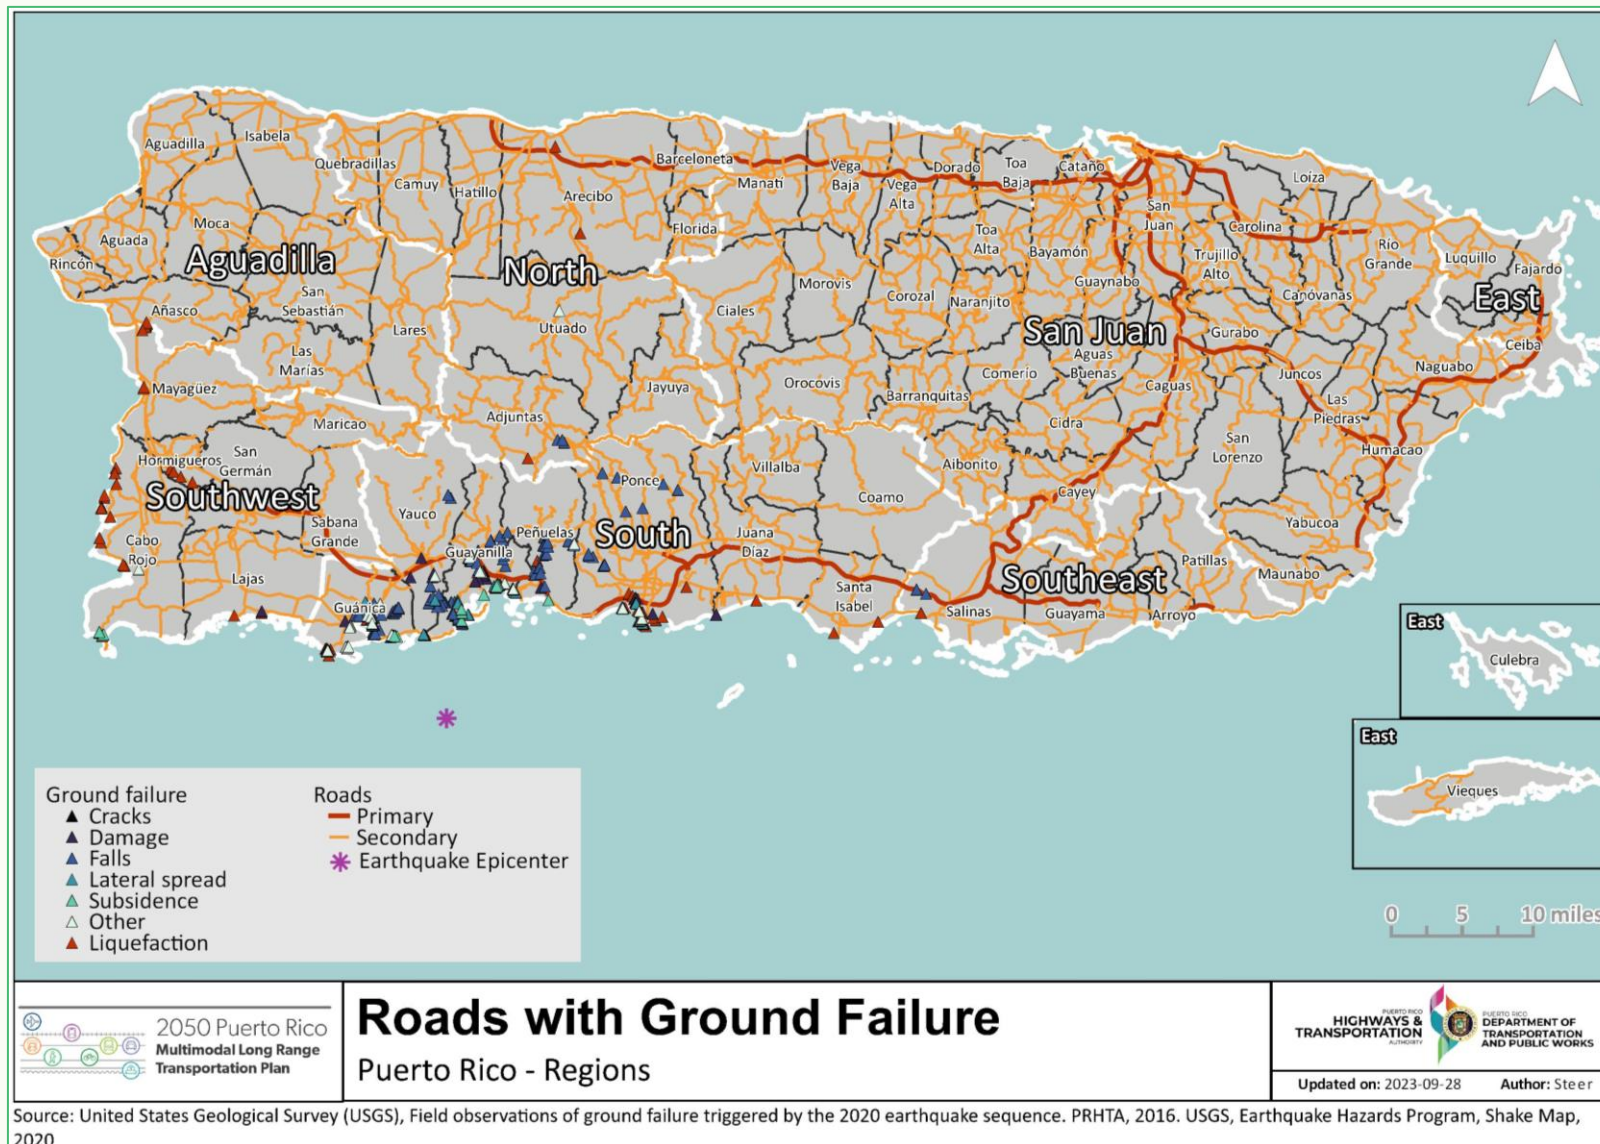 Aguadilla
Isabela
Quebradillas
Camuy
Hatillo
Arecibo
Barceloneta
Manatí
Vega
Baja
Vega
Alta
Dorado
Toa
Baja
Cataño
San
Juan
Loiza
Carolina
Moca
Aguada
Rincón
Aguadilla
North
Florida
Toa
Alta
Bayamón
Guaynabo
Trujillo
Alto
Río
Grande
Luquillo
Fajardo
East
Añasco
San
Sebastián
Lares
Utuado
Ciales
Morovis
Corozal
Naranjito
San Juan
Canóvanas
Gurabo
Ceiba
Las
Marías
Mayagüez
Maricao
Adjuntas
Jayuya
Orocovis
Barranquitas
Comerio
Aguas
Buenas
Caguas
Juncos
Naguabo
Las
Piedras
Humacao
Hormigueros
San
Germán
Southwest
Sabana
Grande
Yauco
Ponce
Villalba
Coamo
Aibonito
Cidra
Cayey
San
Lorenzo
Yabucoa
Cabo
Rojo
Lajas
Guánica
Guayanilla
Peñuelas
South
Juana
Díaz
Santa
Isabel
Salinas
Southeast
Guayama
Arroyo
Patillas
Maunabo
East
Culebra
East
Vieques
Ground failure
Cracks
Damage
Falls
Lateral spread
Subsidence
Other
Liquefaction
Roads
Primary
Secondary
Earthquake Epicenter
0 5 10 miles
2050 Puerto Rico
Multimodal Long Range
Transportation Plan
Roads with Ground Failure
Puerto Rico - Regions
PUERTO RICO
HIGHWAYS &
TRANSPORTATION
AUTHORITY
PUERTO RICO
DEPARTMENT OF
TRANSPORTATION
AND PUBLIC WORKS
Updated on: 2023-09-28 Author: Steer
Source: United States Geological Survey (USGS), Field observations of ground failure triggered by the 2020 earthquake sequence. PRHTA, 2016. USGS, Earthquake Hazards Program, Shake Map,
2020